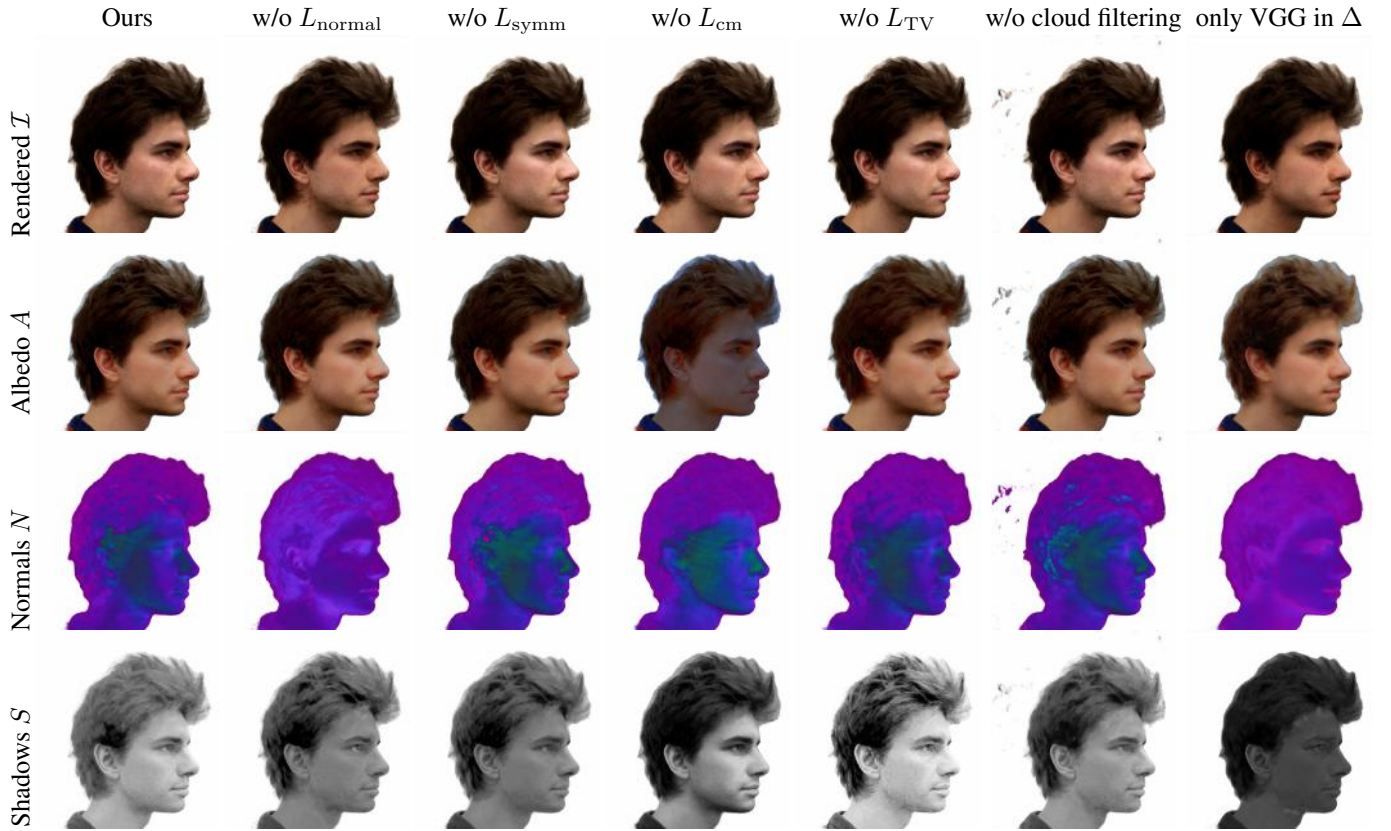 Ours w/o L_normal w/o L_symm w/o L_cm w/o L_TV w/o cloud filtering only VGG in Δ
Rendered I
Albedo A
Normals N
Shadows S